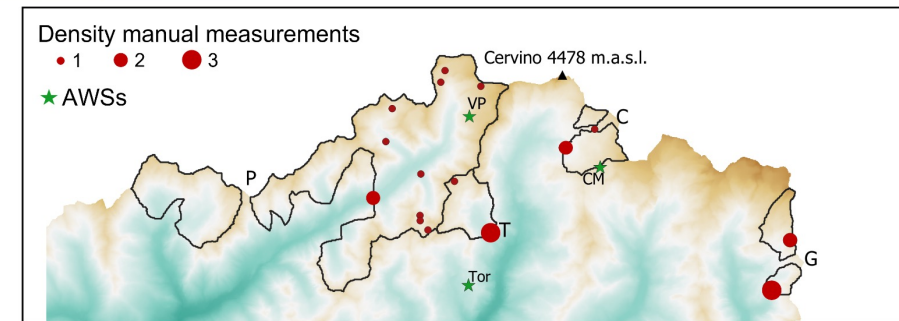 Density manual measurements
1 2 3
AWSs
Cervino 4478 m.a.s.l.
VP
C
CM
P
T
G
Tor